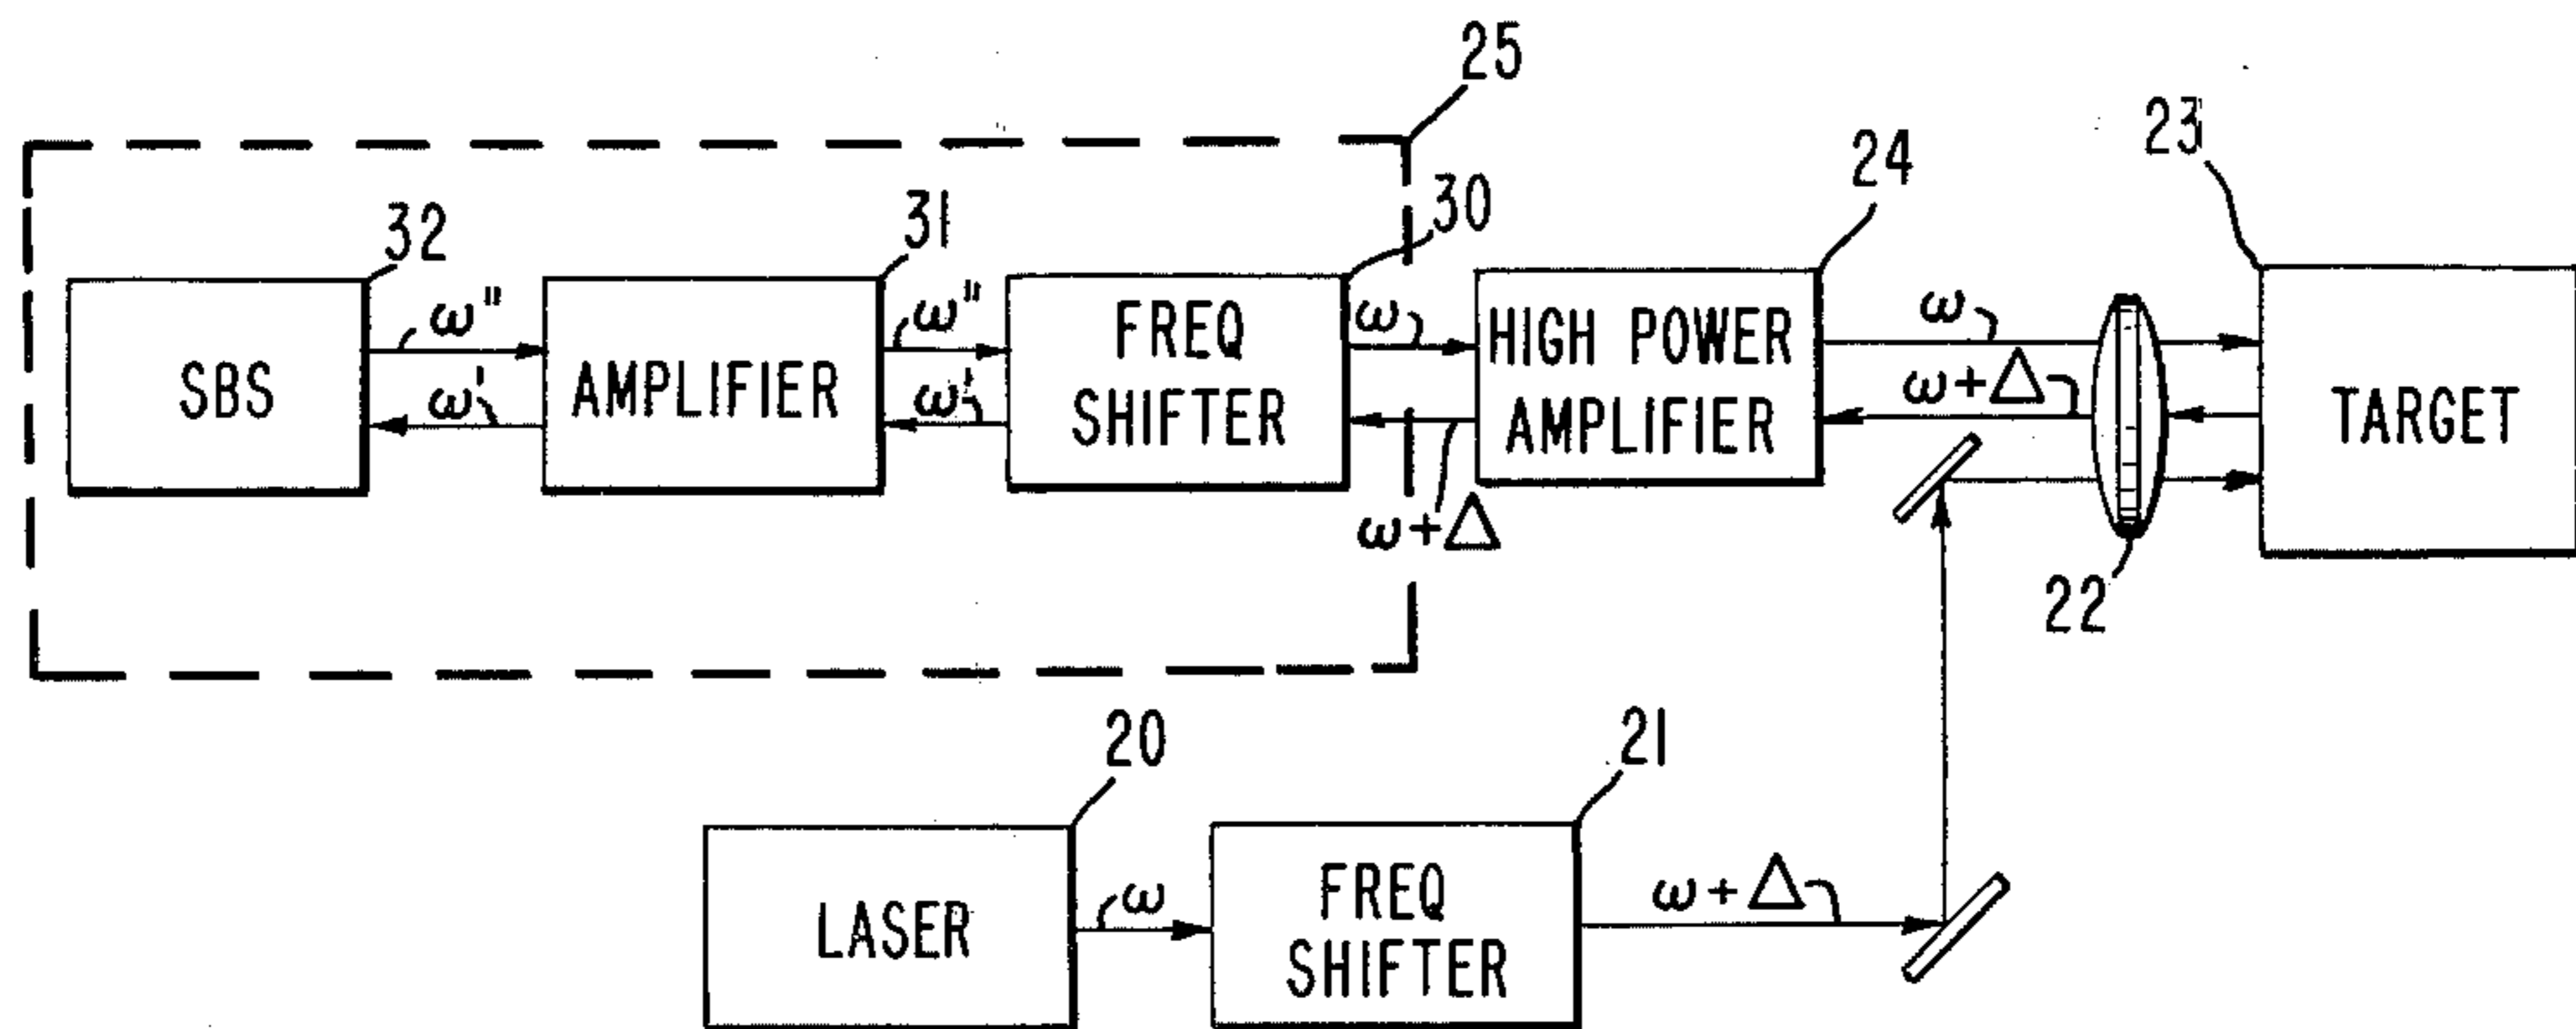 25
23
24
30
31
32
ω"
ω"
ω
ω
FREQ
SHIFTER
HIGH POWER
AMPLIFIER
ω+Δ
SBS
AMPLIFIER
TARGET
ω'
ω'
ω+Δ
22
20
21
LASER
ω
FREQ
SHIFTER
ω+Δ